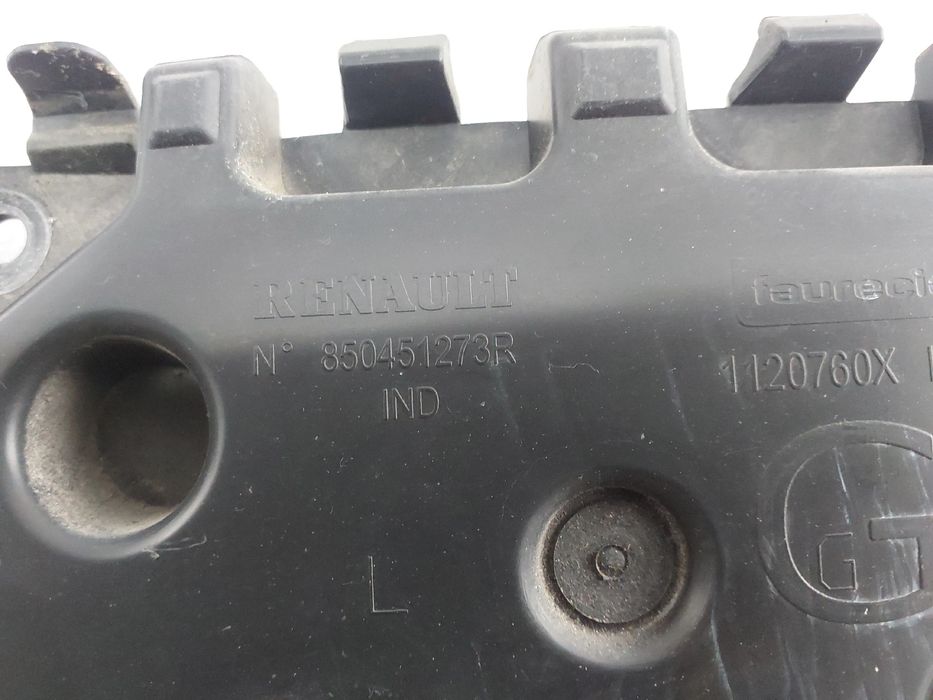 RENAULT
N° 850451273R
IND
L
faurecia
1120760X
G